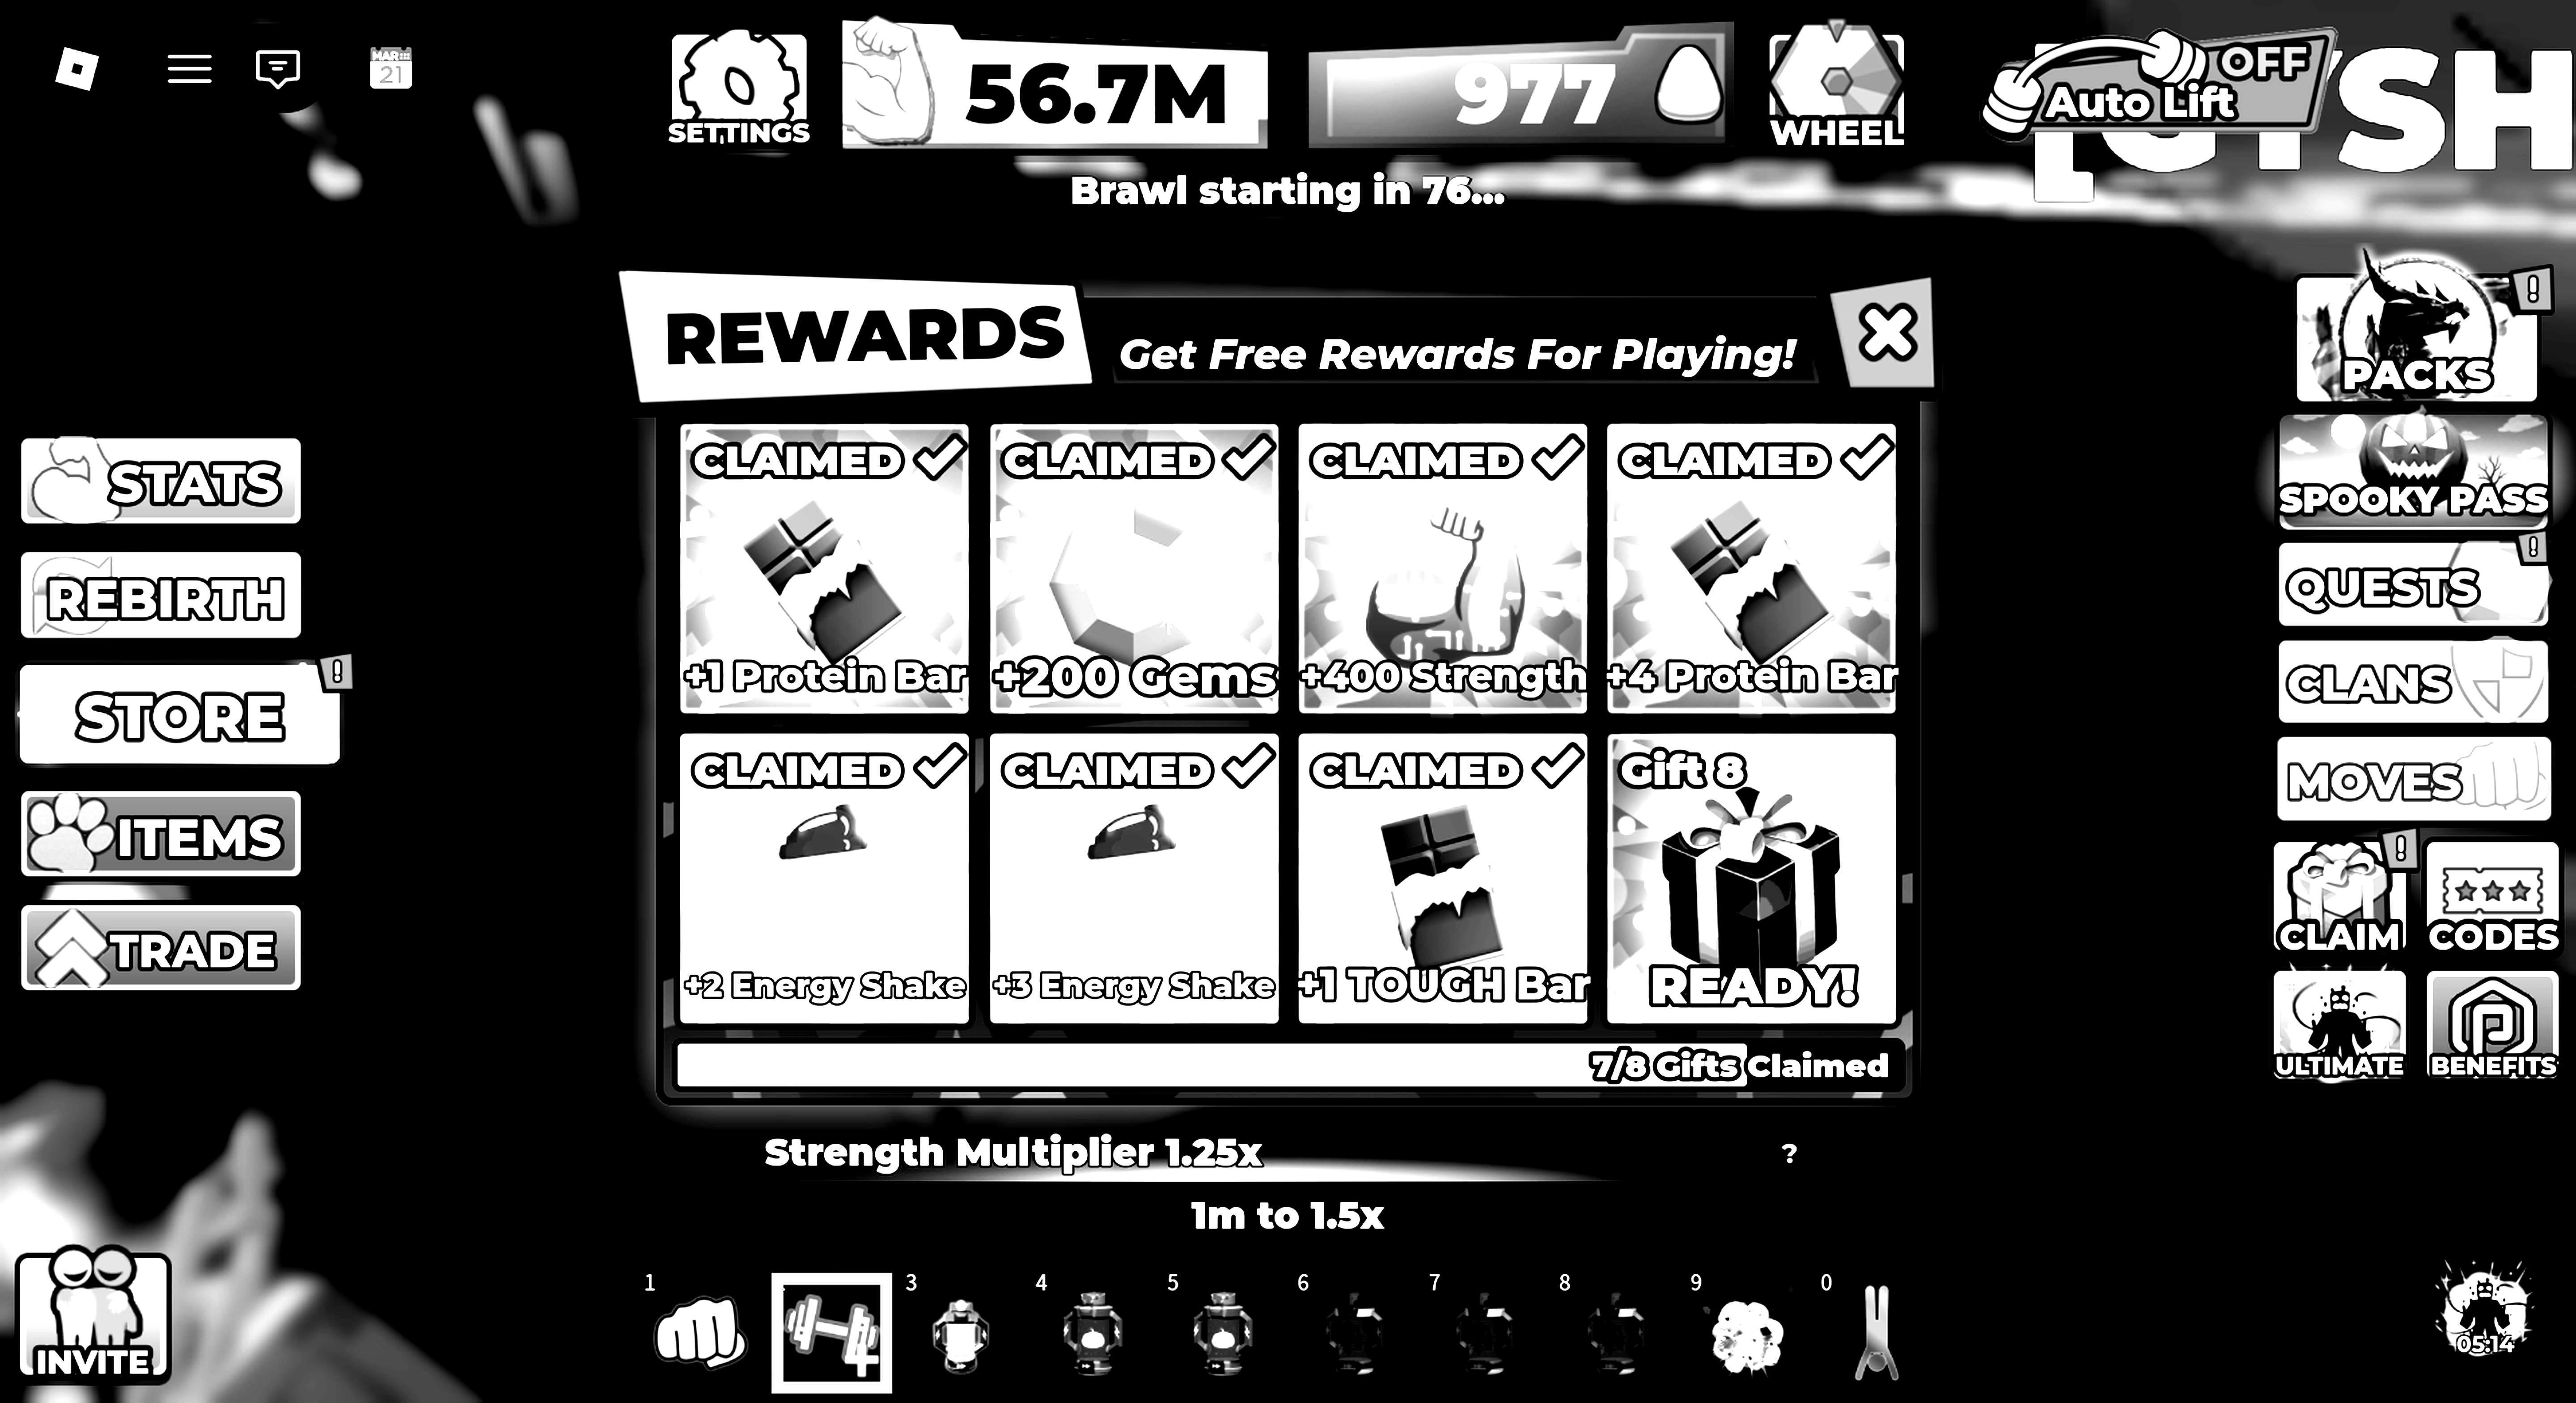 MAR
21
SETTINGS
56.7M
977
WHEEL
OFF
Auto Lift
YSH
Brawl starting in 76...
REWARDS
Get Free Rewards For Playing!
PACKS
!
SPOOKY PASS
STATS
QUESTS
!
REBIRTH
CLANS
STORE
!
MOVES
ITEMS
CLAIM
!
CODES
TRADE
ULTIMATE
BENEFITS
CLAIMED
+1 Protein Bar
CLAIMED
+200 Gems
CLAIMED
+400 Strength
CLAIMED
+4 Protein Bar
CLAIMED
+2 Energy Shake
CLAIMED
+3 Energy Shake
CLAIMED
+1 TOUGH Bar
Gift 8
READY!
7/8 Gifts Claimed
Strength Multiplier 1.25x
?
1m to 1.5x
1
3
4
5
6
7
8
9
0
INVITE
05:14